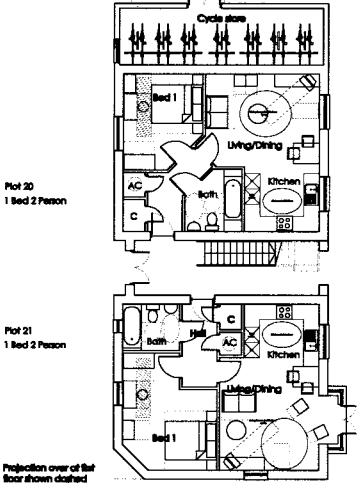 Cycle store
Bed 1
Living/Dining
Plot 20
1 Bed 2 Person
AC
Bath
Kitchen
C
Plot 21
1 Bed 2 Person
Bath
Hall
C
AC
Kitchen
Living/Dining
Bed 1
Projection over at first
floor shown dashed